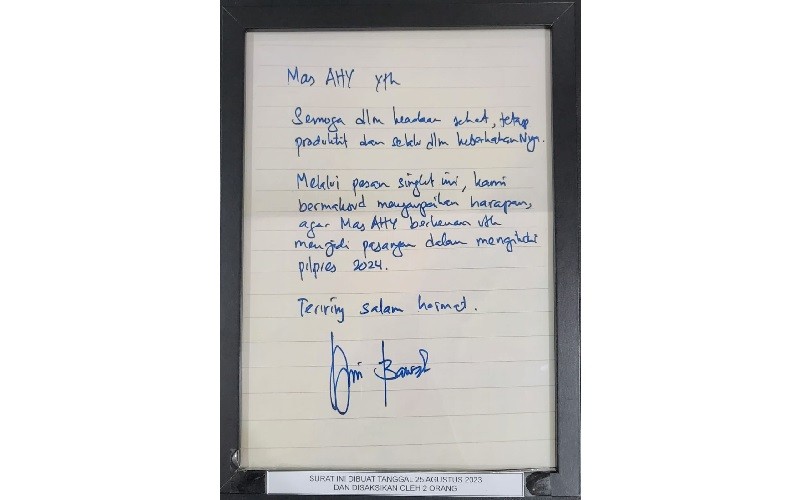 Mas AHY Yth
Semoga dlm keadaan sehat, tetap
produktif dan selalu dlm keberkahanNya.
Melalui pesan singkat ini, kami
bermaksud menyampaikan harapan,
agar Mas AHY berkenan utk
menjadi pasangan dalam mengikuti
pilpres 2024.
Teriring salam hormat.
SURAT INI DIBUAT TANGGAL 25 AGUSTUS 2023
DAN DISAKSIKAN OLEH 2 ORANG